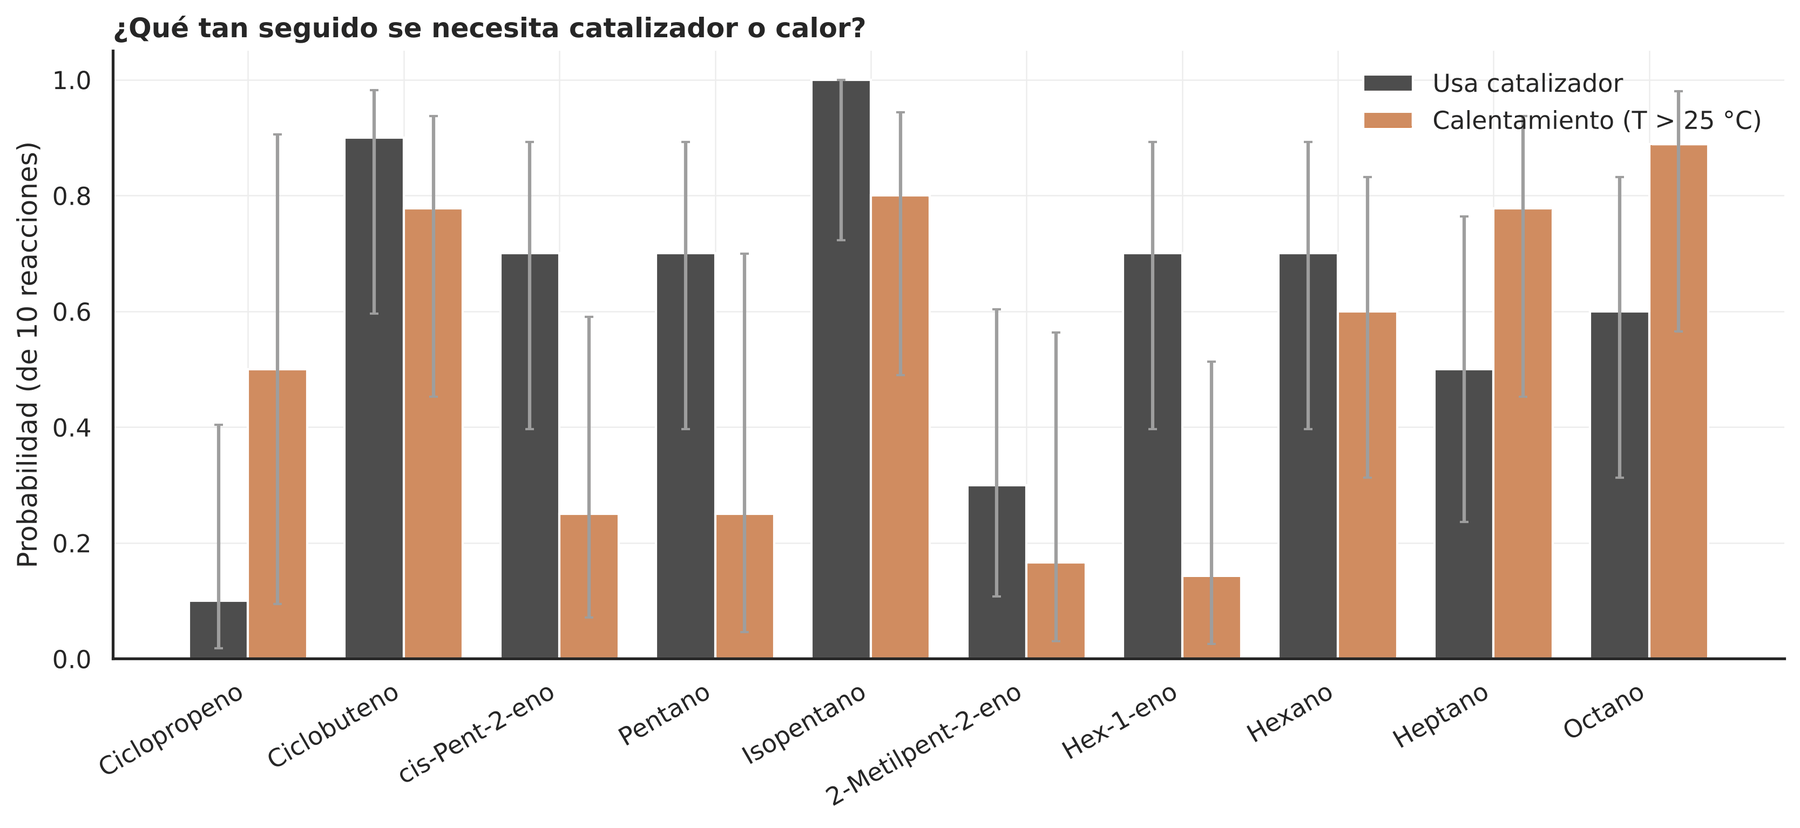 ¿Qué tan seguido se necesita catalizador o calor?
Probabilidad (de 10 reacciones)
1.0
0.8
0.6
0.4
0.2
0.0
Usa catalizador
Calentamiento (T > 25 °C)
Ciclopropeno
Ciclobuteno
cis-Pent-2-eno
Pentano
Isopentano
2-Metilpent-2-eno
Hex-1-eno
Hexano
Heptano
Octano